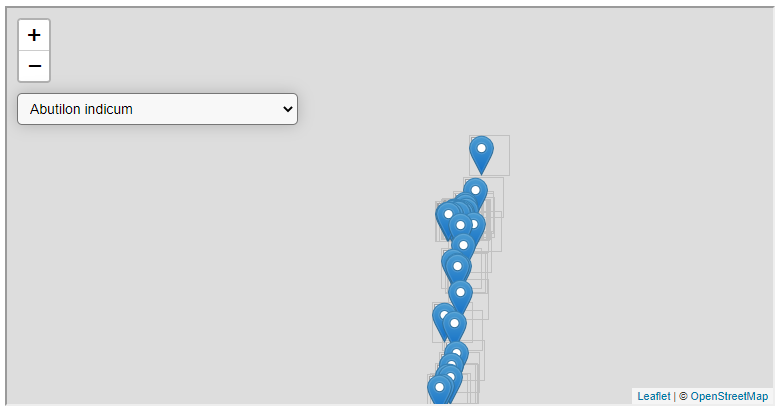 +
−
Abutilon indicum
Leaflet | © OpenStreetMap